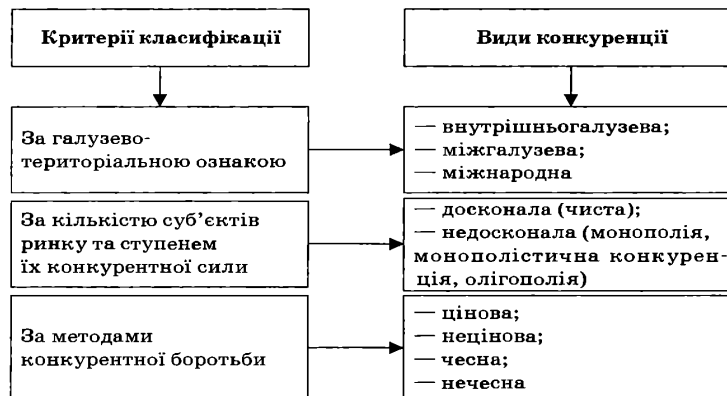 Критерії класифікації
Види конкуренції
За галузево-
територіальною ознакою
— внутрішньогалузева;
— міжгалузева;
— міжнародна
За кількістю суб’єктів
ринку та ступенем
їх конкурентної сили
— досконала (чиста);
— недосконала (монополія,
монополістична конкурен-
ція, олігополія)
За методами
конкурентної боротьби
— цінова;
— нецінова;
— чесна;
— нечесна